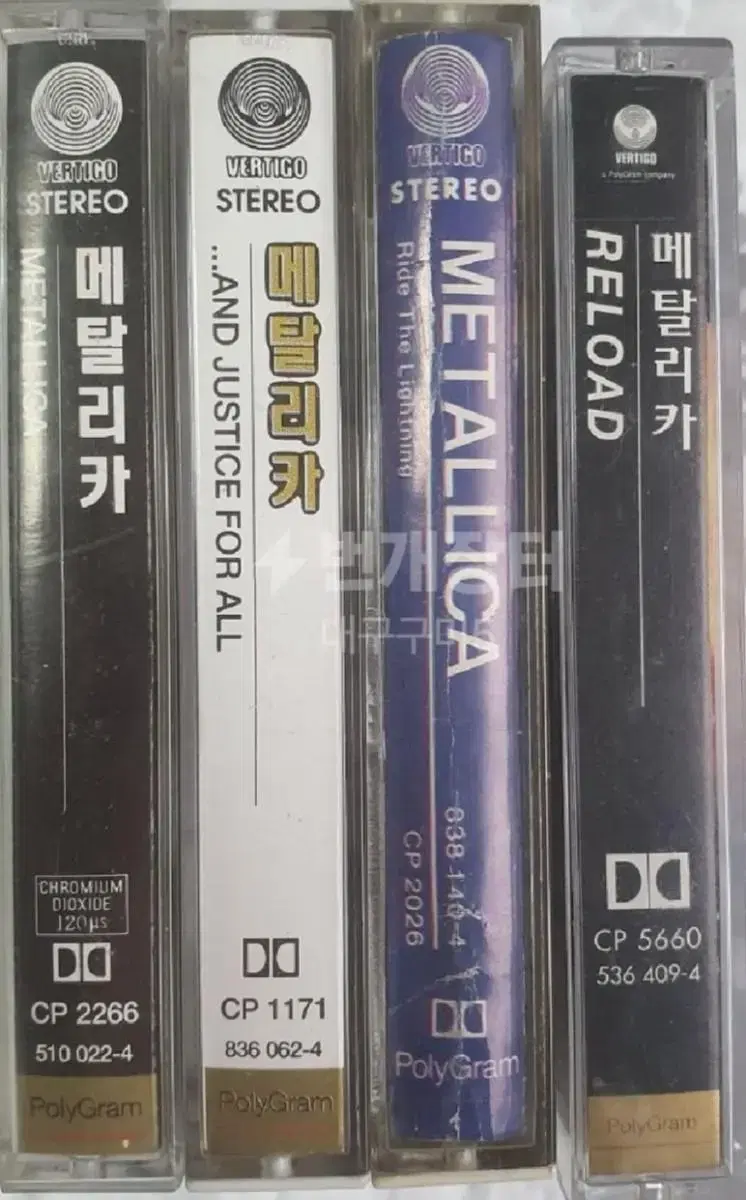 VERTIGO
STEREO
메탈리카
METALLICA
CHROMIUM
DIOXIDE
120µs
CP 2266
510 022-4
PolyGram
VERTIGO
STEREO
메탈리카
...AND JUSTICE FOR ALL
CP 1171
836 062-4
PolyGram
VERTIGO
STEREO
METALLICA
Ride The Lightning
838 140-4
CP 2026
PolyGram
VERTIGO
a PolyGram company
메탈리카
RELOAD
CP 5660
536 409-4
PolyGram
번개장터